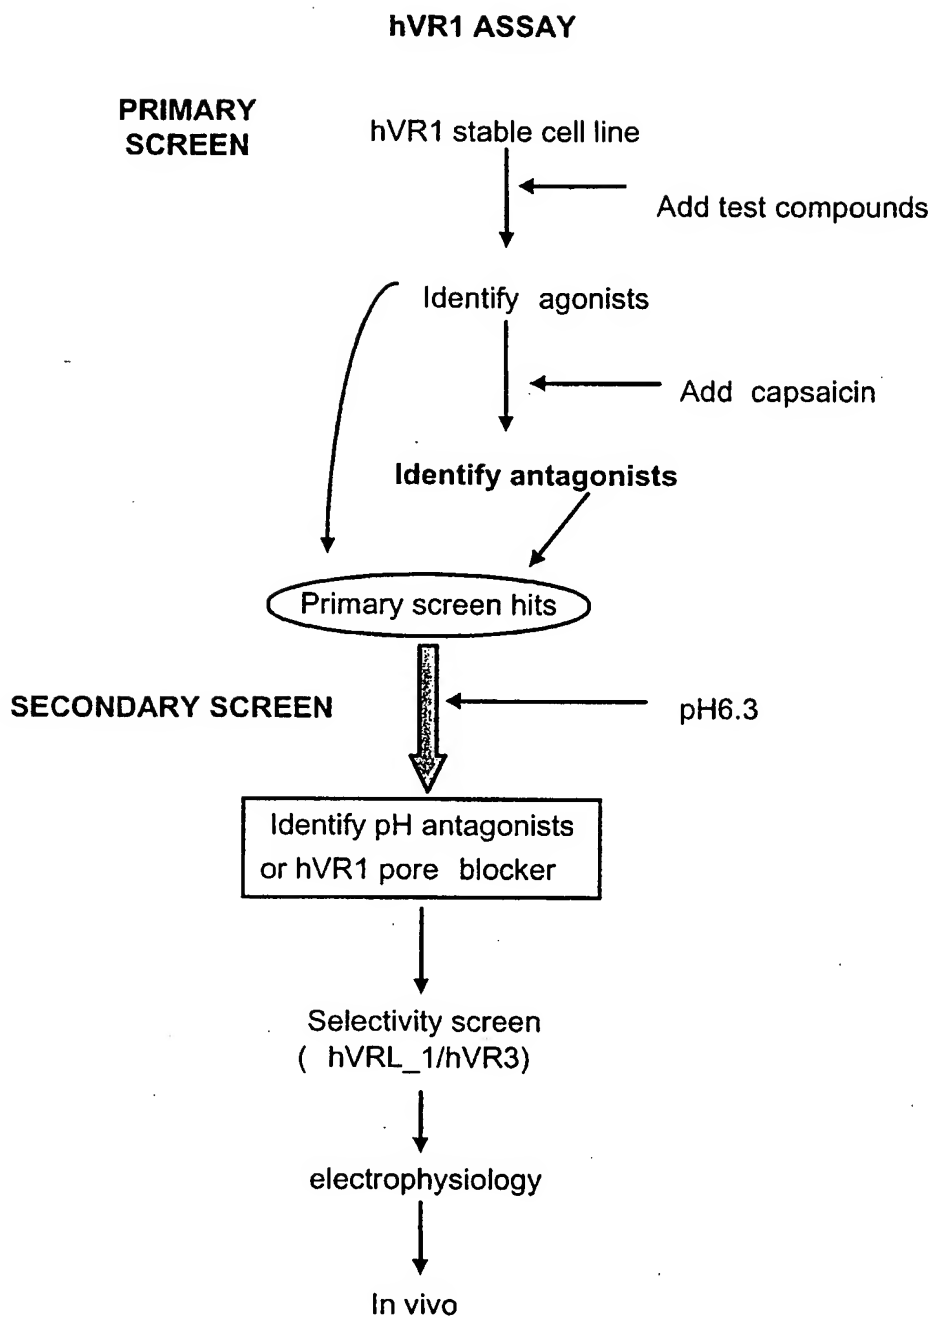 hVR1 ASSAY
PRIMARY
SCREEN
hVR1 stable cell line
Add test compounds
Identify agonists
Add capsaicin
Identify antagonists
Primary screen hits
SECONDARY SCREEN
pH6.3
Identify pH antagonists
or hVR1 pore blocker
Selectivity screen
( hVRL_1/hVR3)
electrophysiology
In vivo